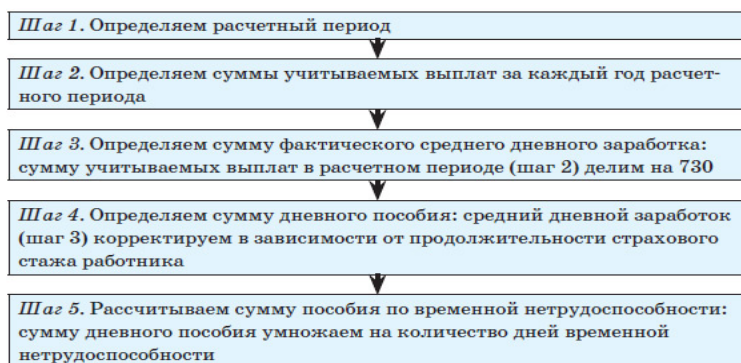 Шаг 1. Определяем расчетный период
Шаг 2. Определяем суммы учитываемых выплат за каждый год расчет-
ного периода
Шаг 3. Определяем сумму фактического среднего дневного заработка:
сумму учитываемых выплат в расчетном периоде (шаг 2) делим на 730
Шаг 4. Определяем сумму дневного пособия: средний дневной заработок
(шаг 3) корректируем в зависимости от продолжительности страхового
стажа работника
Шаг 5. Рассчитываем сумму пособия по временной нетрудоспособности:
сумму дневного пособия умножаем на количество дней временной
нетрудоспособности